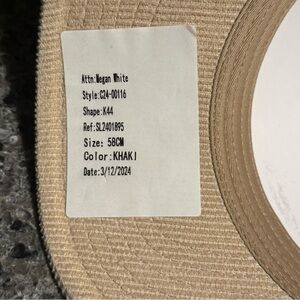 Attn:Megan White
Style:C24-00116
Shape:K44
Ref:SL2401895
Size: 58CM
Color:KHAKI
Date:3/12/2024